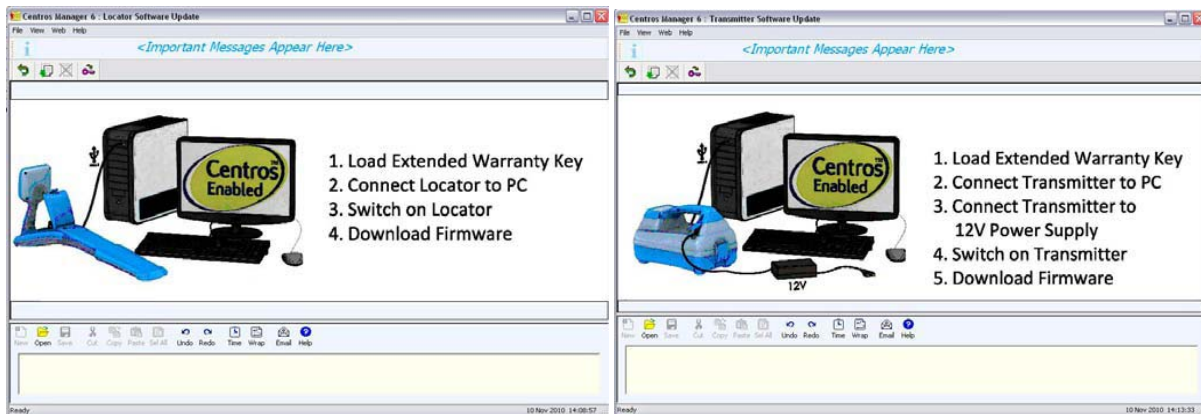 Centros Manager 6 : Locator Software Update
File View Web Help
<Important Messages Appear Here>
Centros™
Enabled
1. Load Extended Warranty Key
2. Connect Locator to PC
3. Switch on Locator
4. Download Firmware
New Open Save Cut Copy Paste Sel All Undo Redo Time Wrap Email Help
Ready 10 Nov 2010 14:08:57
Centros Manager 6 : Transmitter Software Update
File View Web Help
<Important Messages Appear Here>
Centros™
Enabled
12V
1. Load Extended Warranty Key
2. Connect Transmitter to PC
3. Connect Transmitter to
12V Power Supply
4. Switch on Transmitter
5. Download Firmware
New Open Save Cut Copy Paste Sel All Undo Redo Time Wrap Email Help
Ready 10 Nov 2010 14:13:33